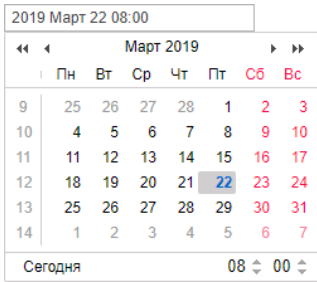 2019 Март 22 08:00
Март 2019
Пн Вт Ср Чт Пт Сб Вс
9 25 26 27 28 1 2 3
10 4 5 6 7 8 9 10
11 11 12 13 14 15 16 17
12 18 19 20 21 22 23 24
13 25 26 27 28 29 30 31
14 1 2 3 4 5 6 7
Сегодня 08 00